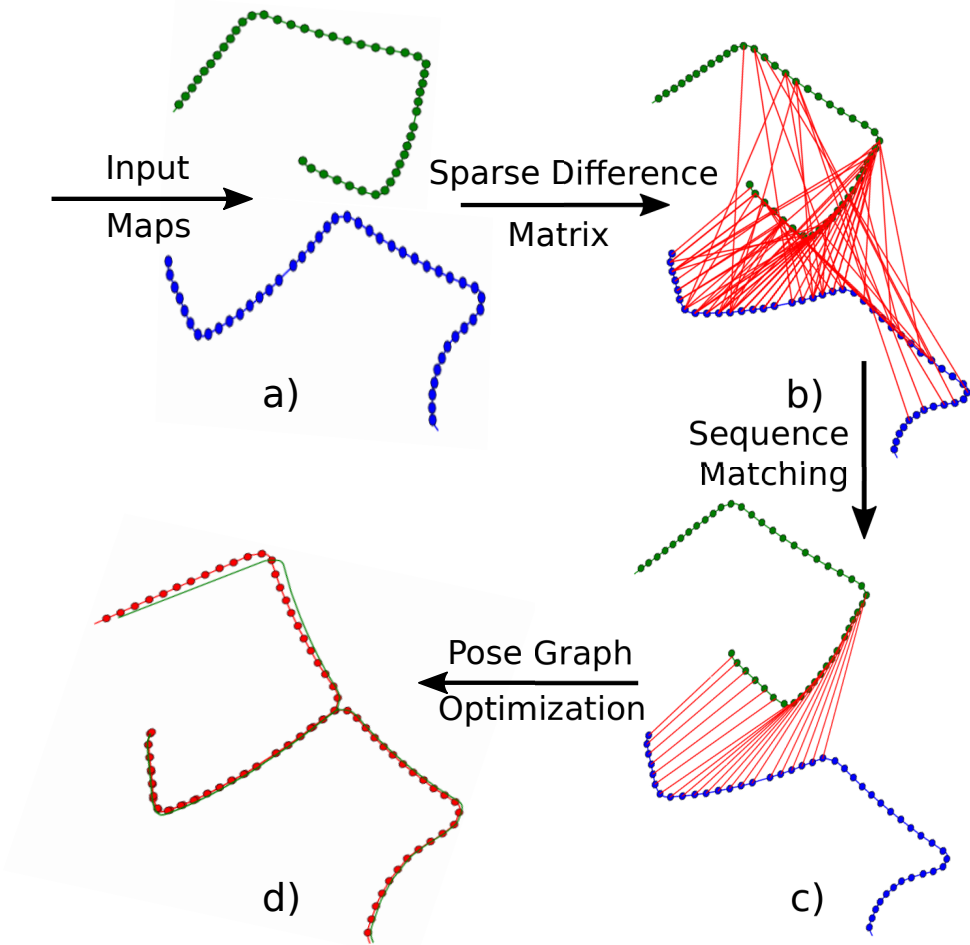 Input
Maps
a)
Sparse Difference
Matrix
b)
Sequence
Matching
c)
Pose Graph
Optimization
d)